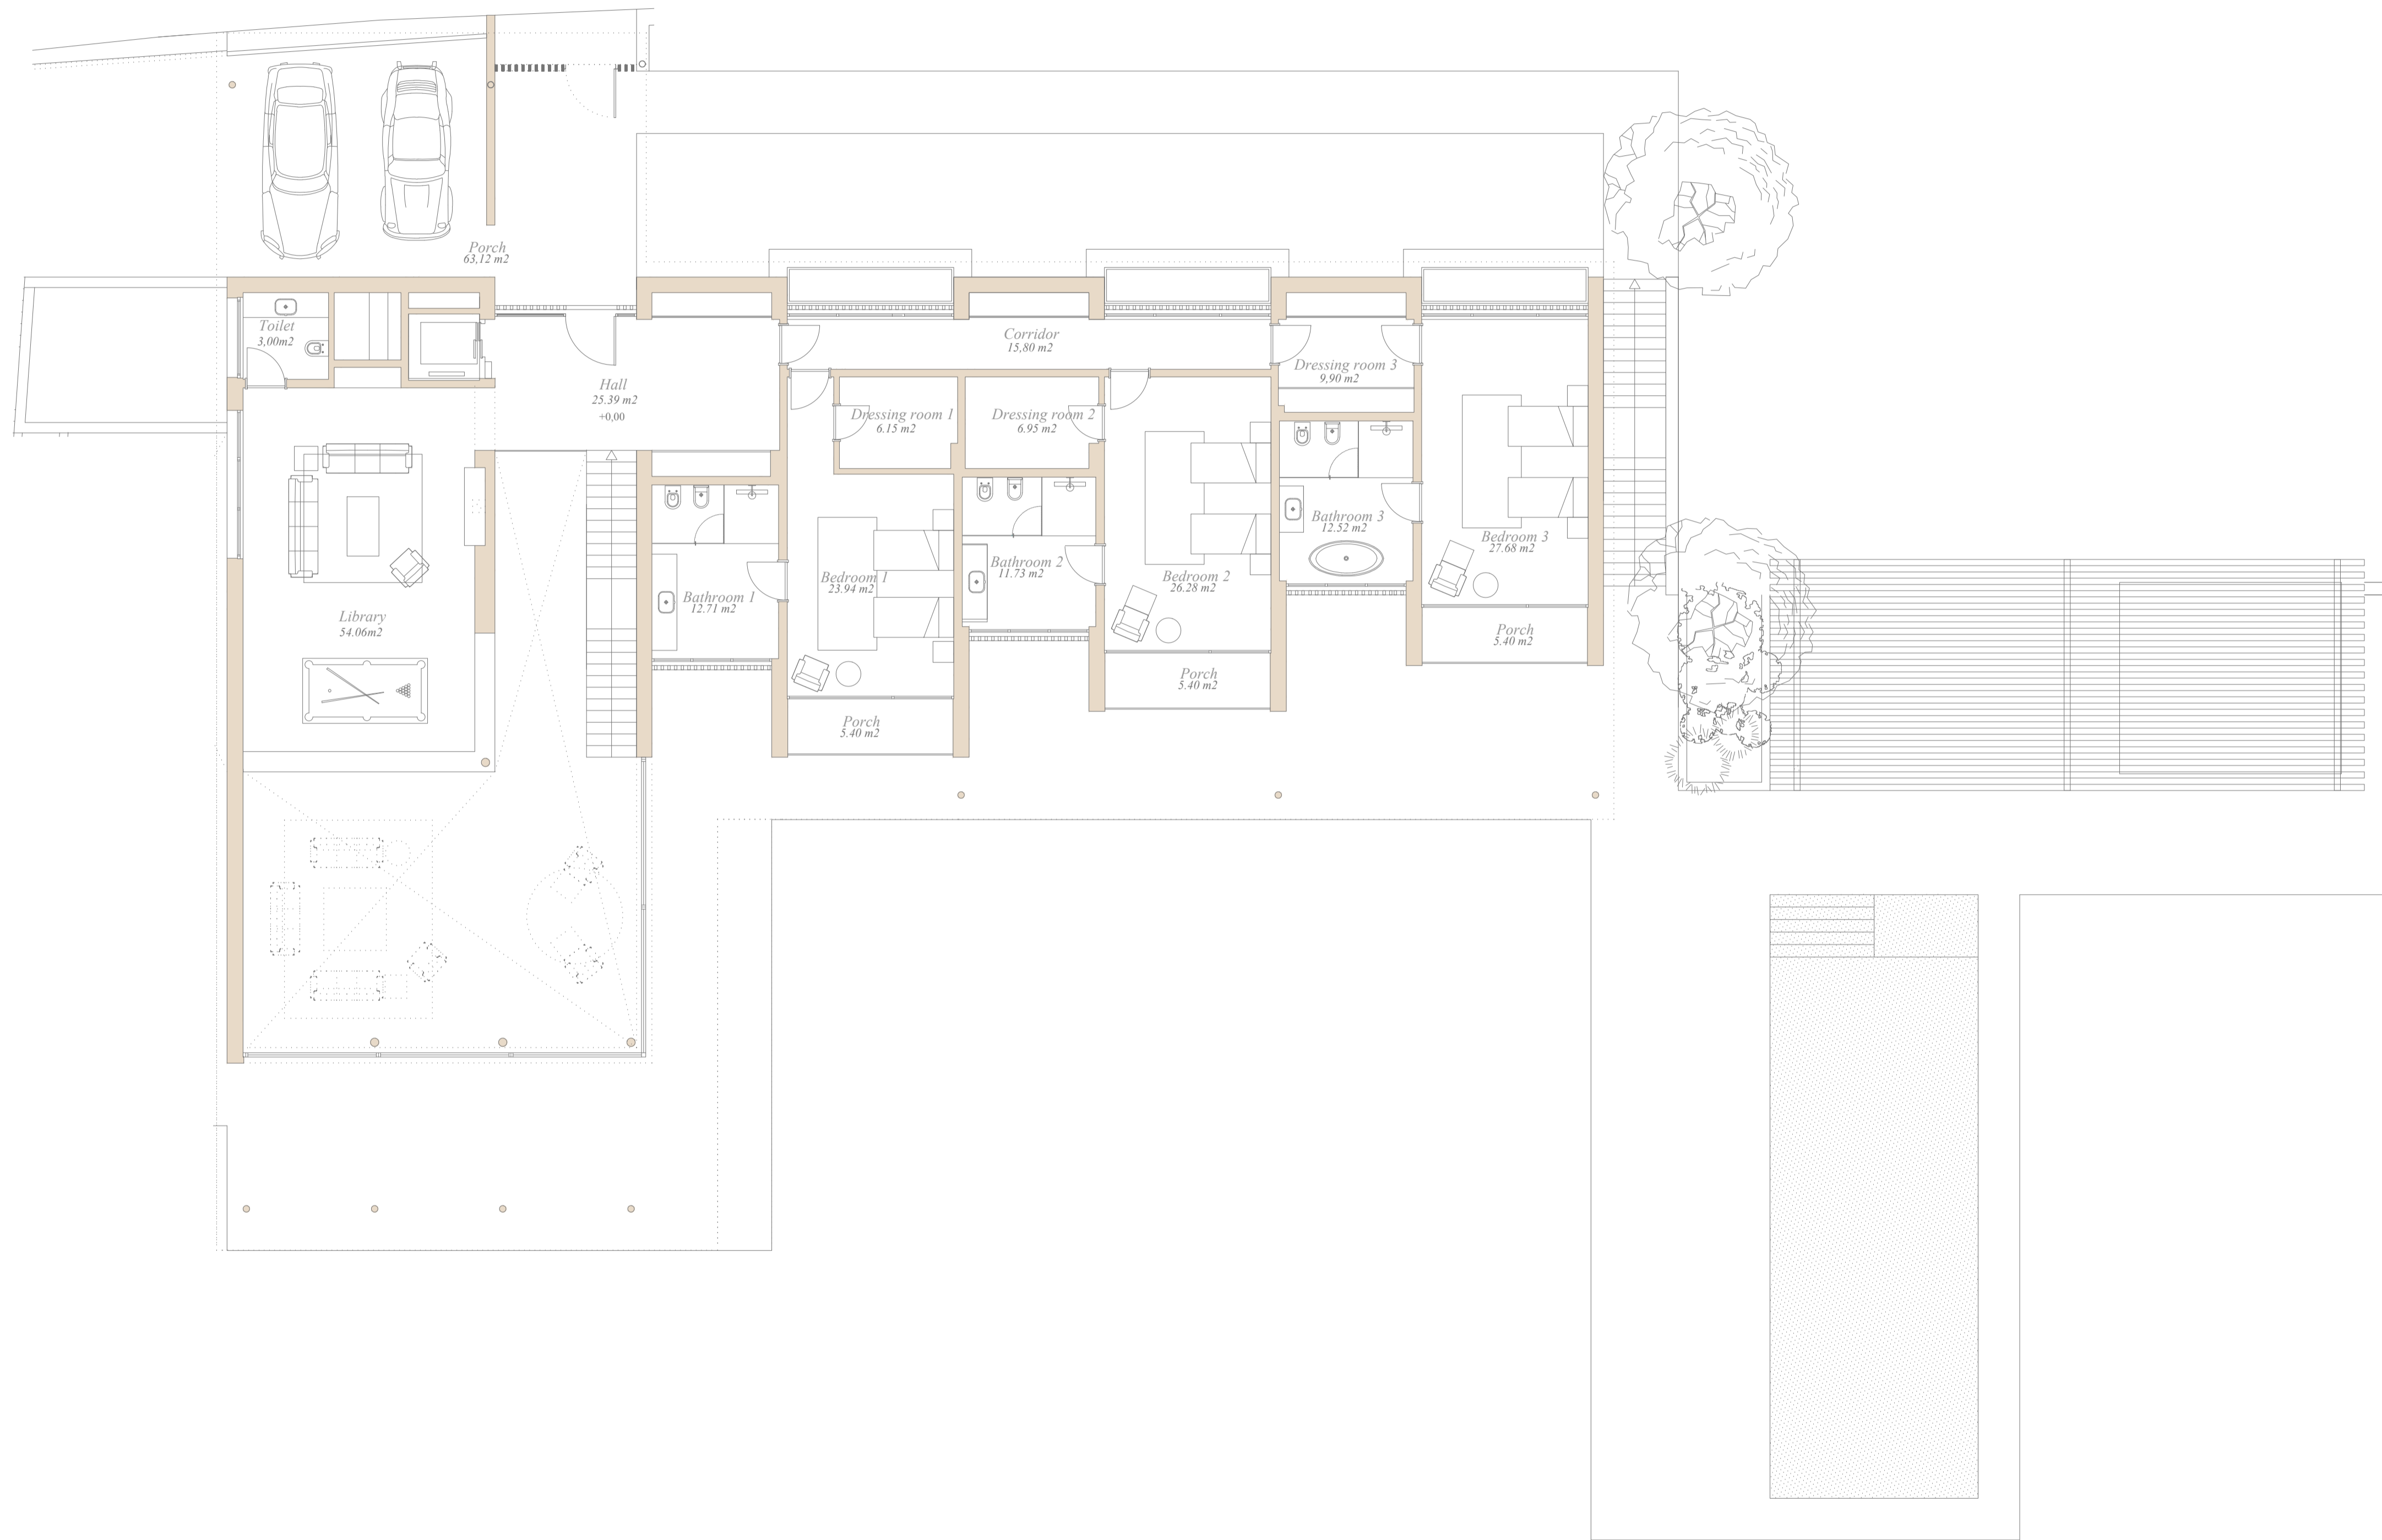 Porch
63,12 m2
Toilet
3,00m2
Hall
25.39 m2
+0,00
Corridor
15,80 m2
Dressing room 3
9,90 m2
Dressing room 1
6.15 m2
Dressing room 2
6.95 m2
Bathroom 3
12.52 m2
Bedroom 3
27.68 m2
Bathroom 2
11.73 m2
Bedroom 1
23.94 m2
Bedroom 2
26.28 m2
Bathroom 1
12.71 m2
Library
54.06m2
Porch
5.40 m2
Porch
5.40 m2
Porch
5.40 m2